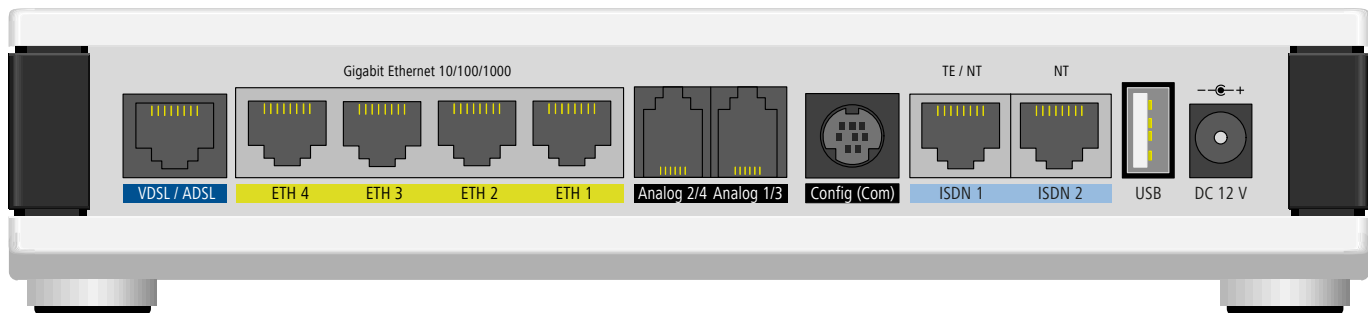 Gigabit Ethernet 10/100/1000
TE / NT
NT
- +
VDSL / ADSL
ETH 4
ETH 3
ETH 2
ETH 1
Analog 2/4 Analog 1/3
Config (Com)
ISDN 1
ISDN 2
USB
DC 12 V